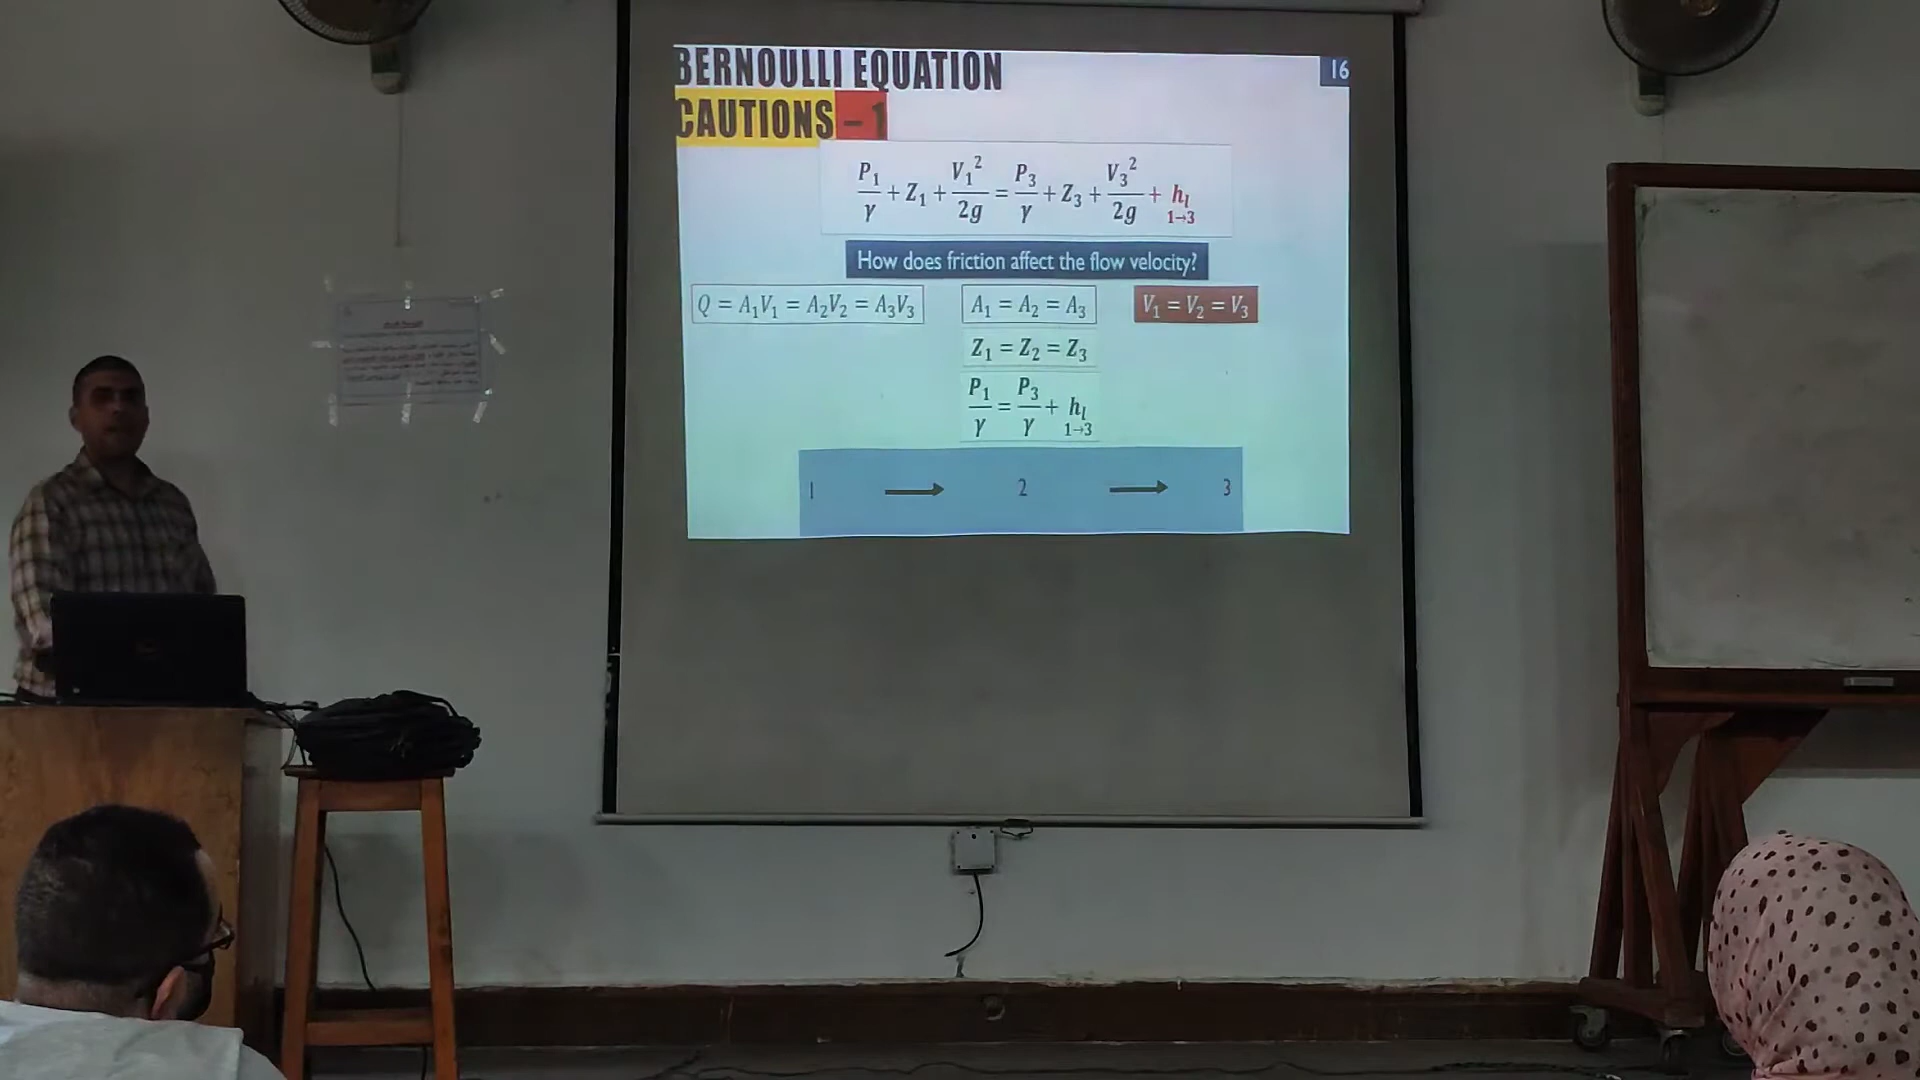 BERNOULLI EQUATION
16
CAUTIONS – 1
P₁/γ + Z₁ + V₁²/2g = P₃/γ + Z₃ + V₃²/2g + hₗ 1→3
How does friction affect the flow velocity?
Q = A₁V₁ = A₂V₂ = A₃V₃
A₁ = A₂ = A₃
V₁ = V₂ = V₃
Z₁ = Z₂ = Z₃
P₁/γ = P₃/γ + hₗ 1→3
1 → 2 → 3